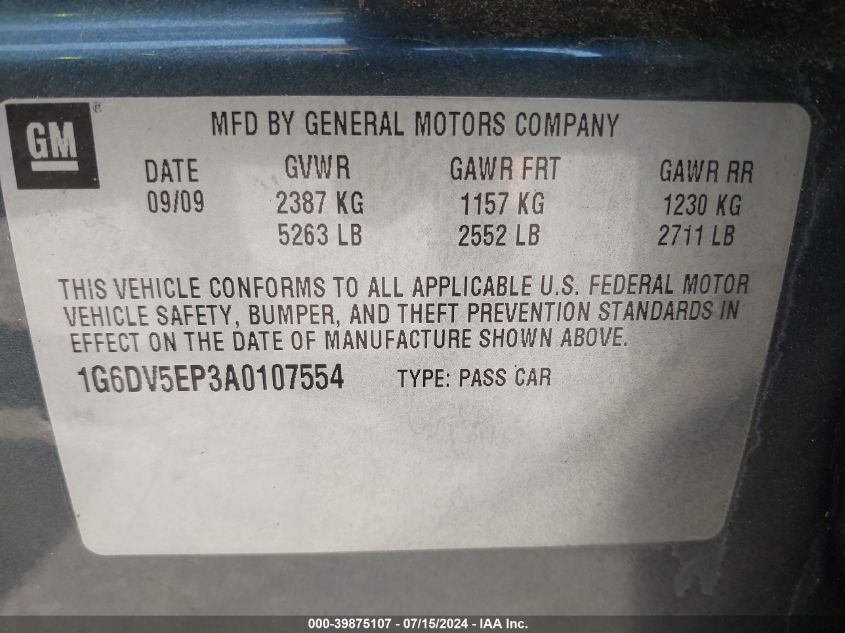 GM®
MFD BY GENERAL MOTORS COMPANY
DATE GVWR GAWR FRT GAWR RR
09/09 2387 KG 1157 KG 1230 KG
5263 LB 2552 LB 2711 LB
THIS VEHICLE CONFORMS TO ALL APPLICABLE U.S. FEDERAL MOTOR
VEHICLE SAFETY, BUMPER, AND THEFT PREVENTION STANDARDS IN
EFFECT ON THE DATE OF MANUFACTURE SHOWN ABOVE.
1G6DV5EP3A0107554 TYPE: PASS CAR
000-39875107 - 07/15/2024 - IAA Inc.